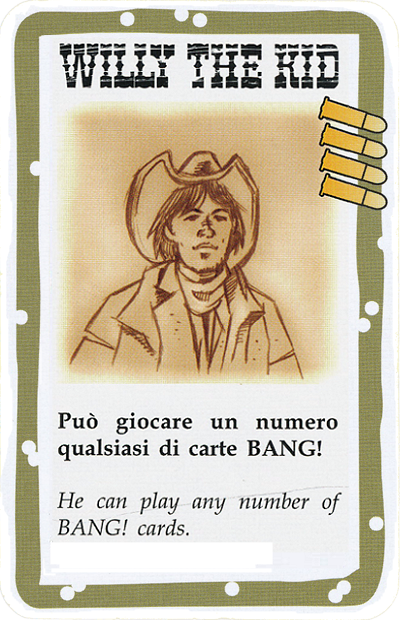 WILLY THE KID
Può giocare un numero
qualsiasi di carte BANG!
He can play any number of
BANG! cards.